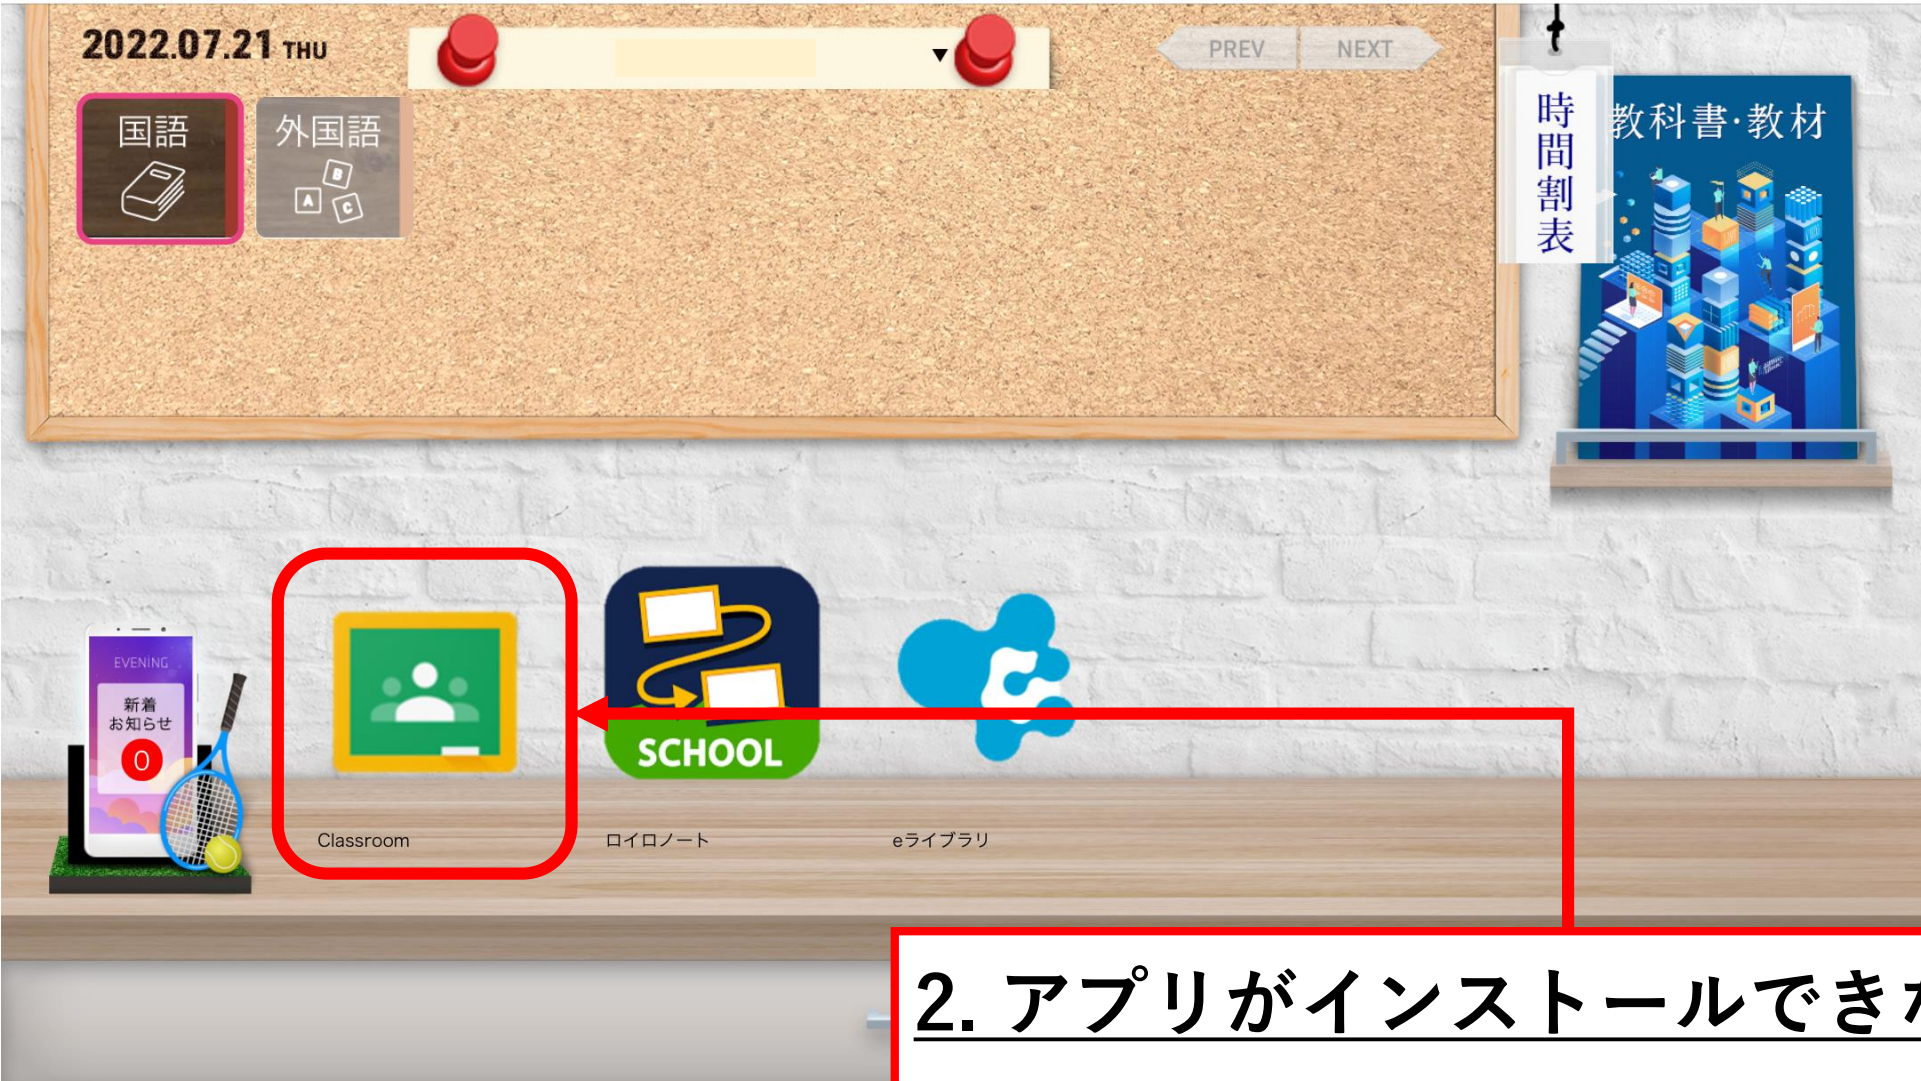 2022.07.21 THU
▼
PREV
NEXT
国語
外国語
A B C
時間割表
教科書・教材
EVENING
新着
お知らせ
0
SCHOOL
Classroom
ロイロノート
eライブラリ
2. アプリがインストールでき